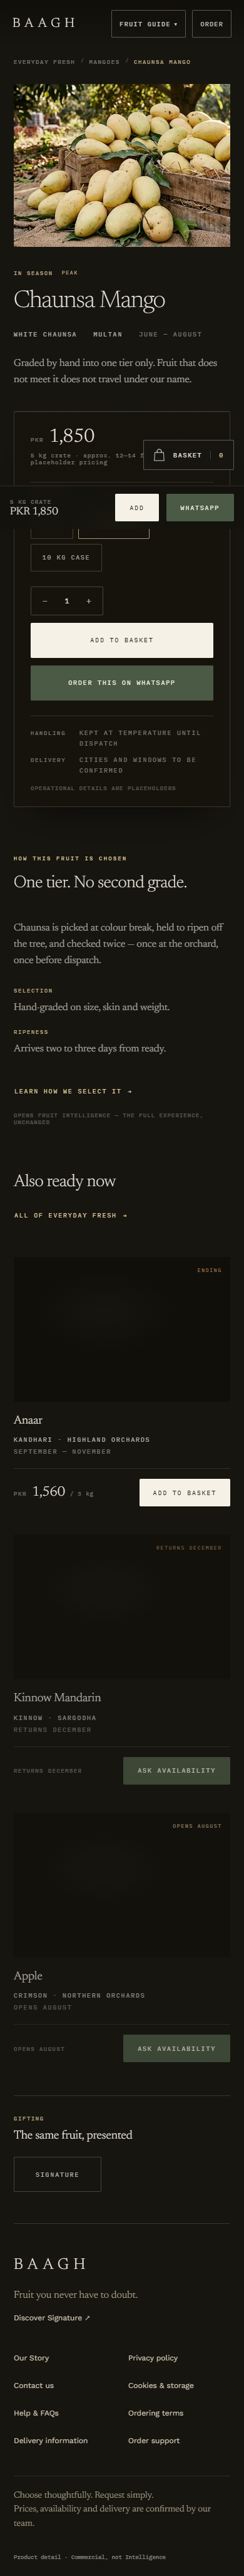 BAAGH
FRUIT GUIDE ▾
ORDER
EVERYDAY FRESH / MANGOES / CHAUNSA MANGO
IN SEASON PEAK
Chaunsa Mango
WHITE CHAUNSA MULTAN JUNE — AUGUST
Graded by hand into one tier only. Fruit that does
not meet it does not travel under our name.
PKR 1,850
5 kg crate · approx. 12–14
placeholder pricing
BASKET 0
5 KG CRATE
PKR 1,850
ADD
WHATSAPP
10 KG CASE
− 1 +
ADD TO BASKET
ORDER THIS ON WHATSAPP
HANDLING KEPT AT TEMPERATURE UNTIL
DISPATCH
DELIVERY CITIES AND WINDOWS TO BE
CONFIRMED
OPERATIONAL DETAILS ARE PLACEHOLDERS
HOW THIS FRUIT IS CHOSEN
One tier. No second grade.
Chaunsa is picked at colour break, held to ripen off
the tree, and checked twice — once at the orchard,
once before dispatch.
SELECTION
Hand-graded on size, skin and weight.
RIPENESS
Arrives two to three days from ready.
LEARN HOW WE SELECT IT →
OPENS FRUIT INTELLIGENCE — THE FULL EXPERIENCE,
UNCHANGED
Also ready now
ALL OF EVERYDAY FRESH →
ENDING
Anaar
KANDHARI · HIGHLAND ORCHARDS
SEPTEMBER — NOVEMBER
PKR 1,560 / 3 kg
ADD TO BASKET
RETURNS DECEMBER
Kinnow Mandarin
KINNOW · SARGODHA
RETURNS DECEMBER
RETURNS DECEMBER
ASK AVAILABILITY
OPENS AUGUST
Apple
CRIMSON · NORTHERN ORCHARDS
OPENS AUGUST
OPENS AUGUST
ASK AVAILABILITY
GIFTING
The same fruit, presented
SIGNATURE
BAAGH
Fruit you never have to doubt.
Discover Signature ↗
Our Story
Privacy policy
Contact us
Cookies & storage
Help & FAQs
Ordering terms
Delivery information
Order support
Choose thoughtfully. Request simply.
Prices, availability and delivery are confirmed by our
team.
Product detail · Commercial, not Intelligence